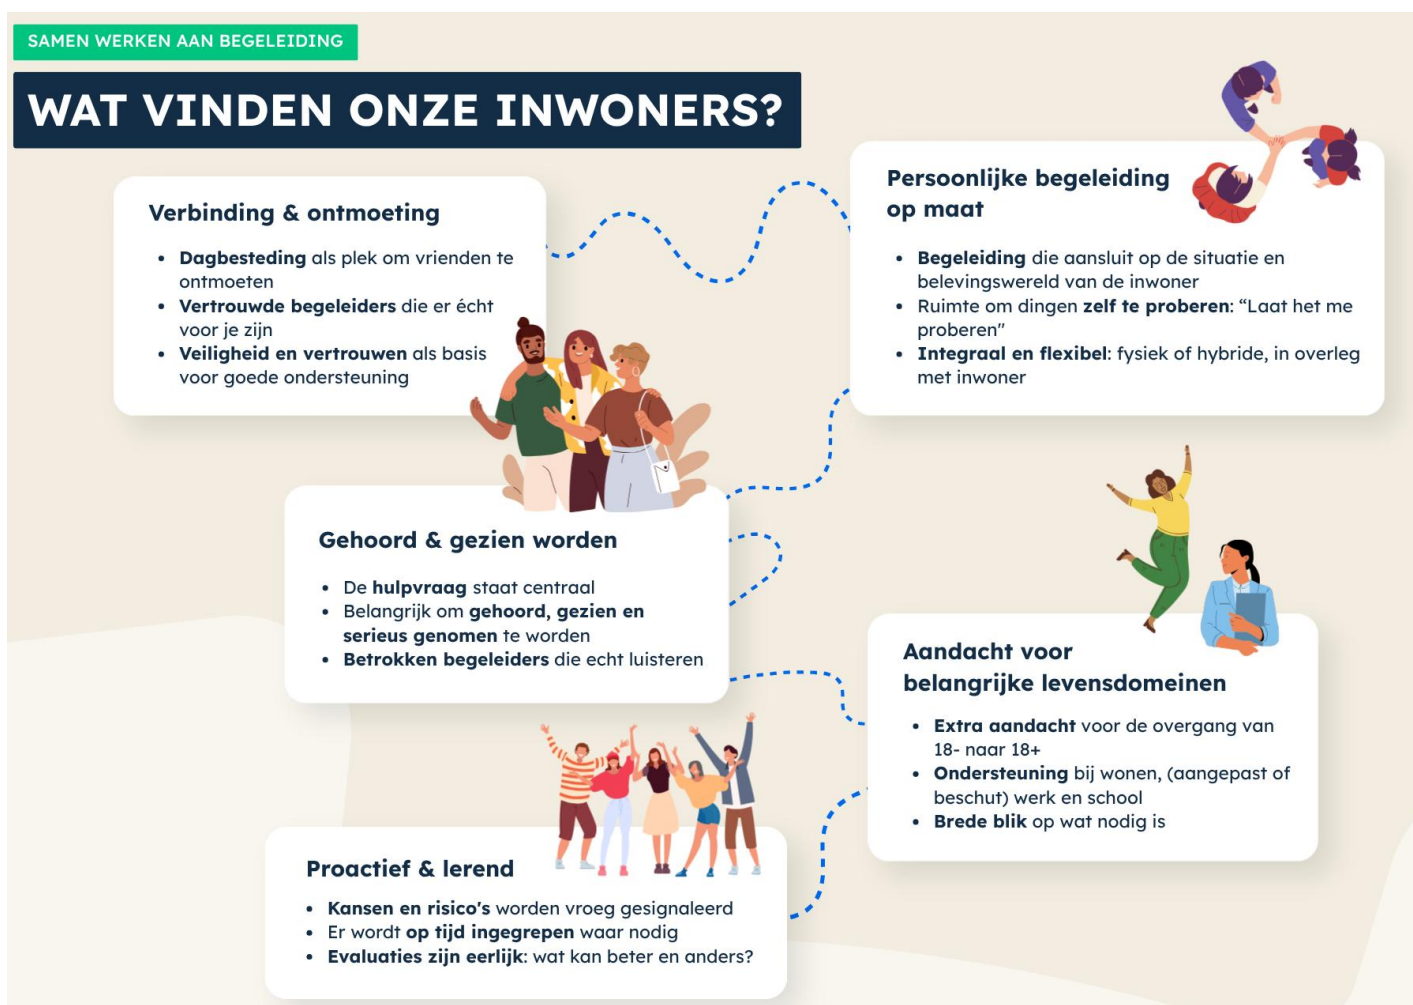 SAMEN WERKEN AAN BEGELEIDING
WAT VINDEN ONZE INWONERS?
Verbinding & ontmoeting
• Dagbesteding als plek om vrienden te
ontmoeten
• Vertrouwde begeleiders die er écht
voor je zijn
• Veiligheid en vertrouwen als basis
voor goede ondersteuning
Persoonlijke begeleiding
op maat
• Begeleiding die aansluit op de situatie en
belevingswereld van de inwoner
• Ruimte om dingen zelf te proberen: “Laat het me
proberen"
• Integraal en flexibel: fysiek of hybride, in overleg
met inwoner
Gehoord & gezien worden
• De hulpvraag staat centraal
• Belangrijk om gehoord, gezien en
serieus genomen te worden
• Betrokken begeleiders die echt luisteren
Aandacht voor
belangrijke levensdomeinen
• Extra aandacht voor de overgang van
18- naar 18+
• Ondersteuning bij wonen, (aangepast of
beschut) werk en school
• Brede blik op wat nodig is
Proactief & lerend
• Kansen en risico's worden vroeg gesignaleerd
• Er wordt op tijd ingegrepen waar nodig
• Evaluaties zijn eerlijk: wat kan beter en anders?